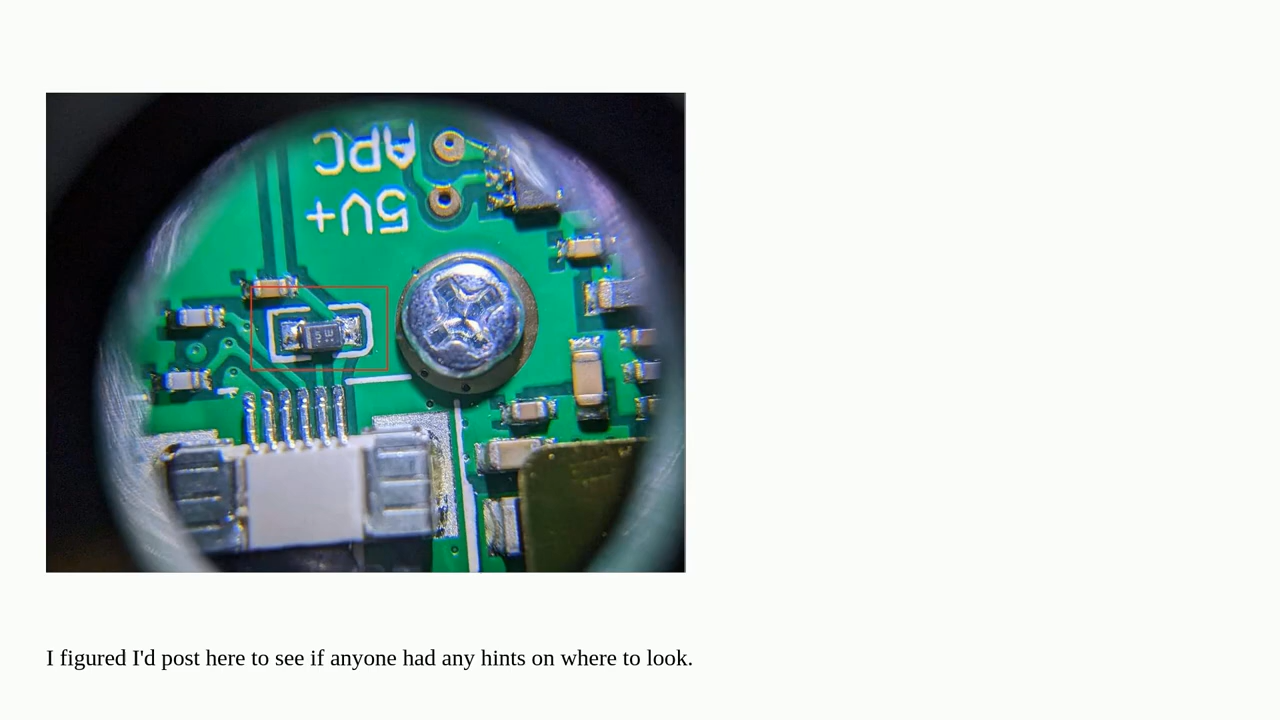 APC
5V+
I figured I'd post here to see if anyone had any hints on where to look.